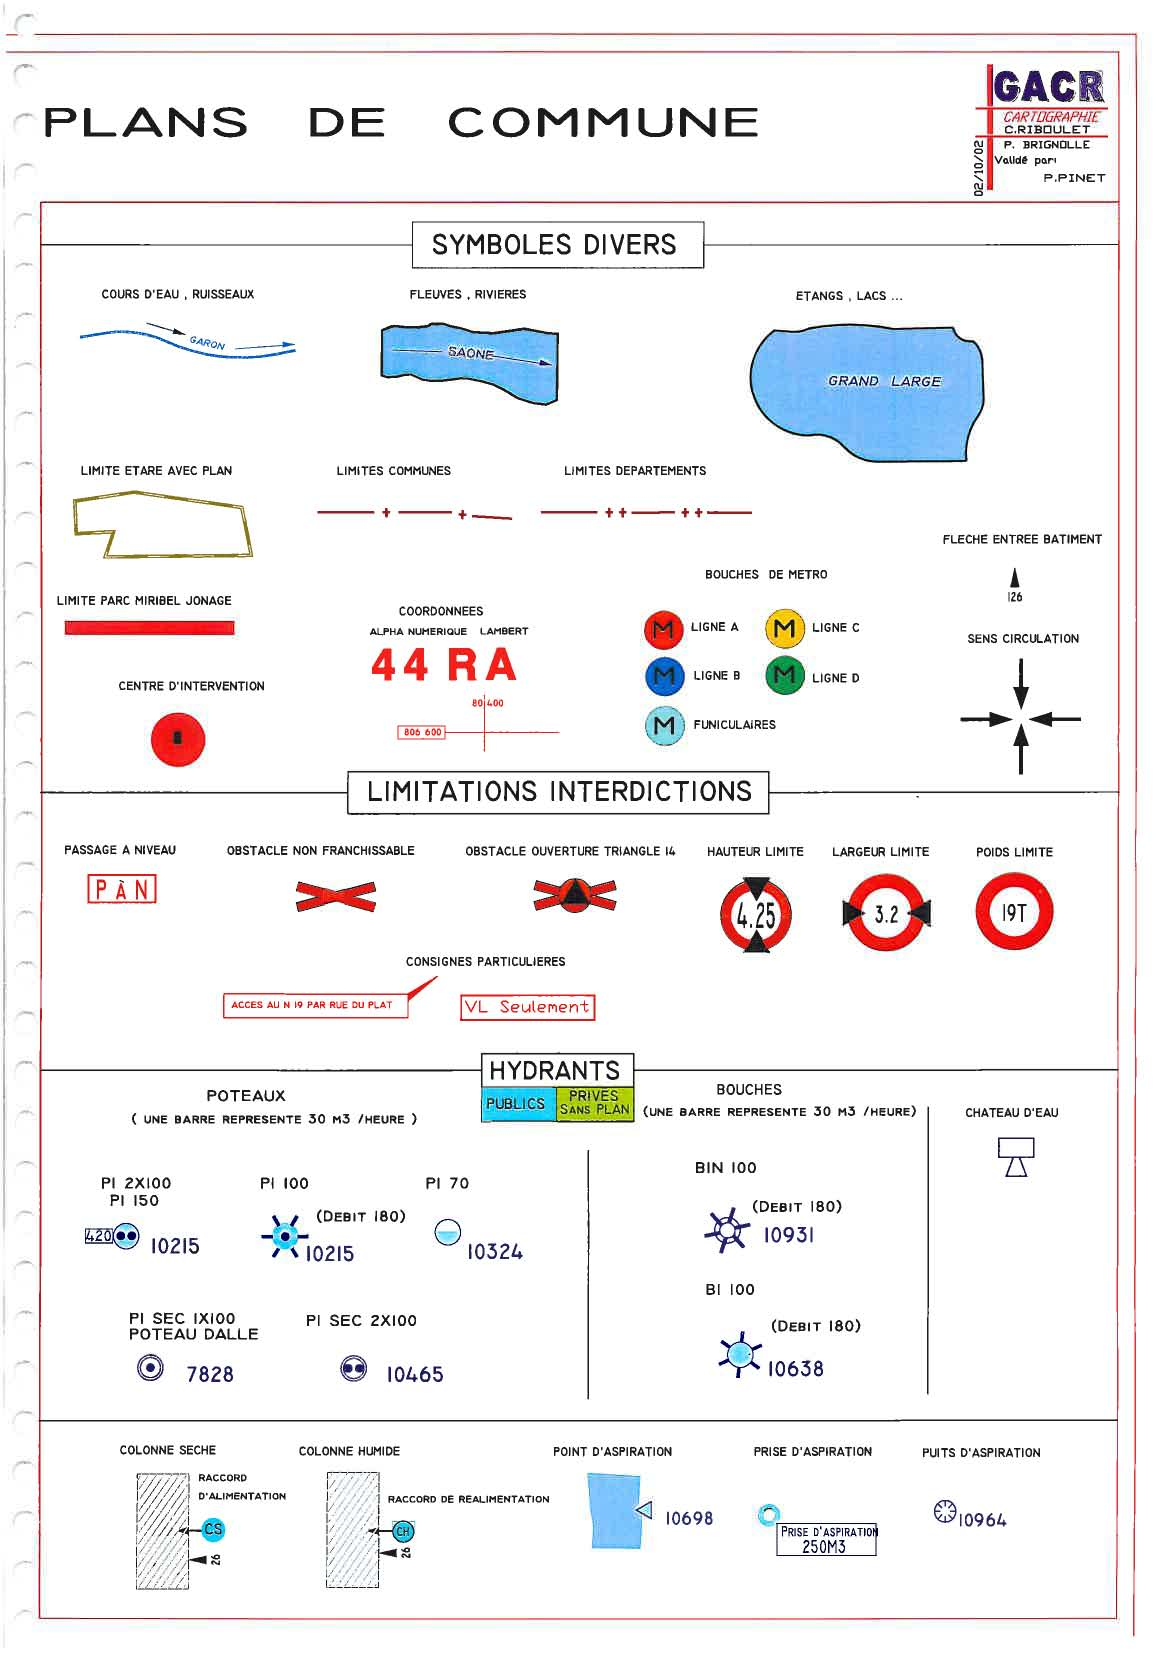 PLANS DE COMMUNE
GACR
CARTOGRAPHIE
C.RIBOULET
P. BRIGNOLLE
Validé par:
P.PINET
02/10/02
SYMBOLES DIVERS
COURS D'EAU , RUISSEAUX
FLEUVES , RIVIERES
ETANGS , LACS ...
GARON
SAONE
GRAND LARGE
LIMITE ETARE AVEC PLAN
LIMITES COMMUNES
LIMITES DEPARTEMENTS
FLECHE ENTREE BATIMENT
126
BOUCHES DE METRO
LIMITE PARC MIRIBEL JONAGE
COORDONNEES
ALPHA NUMERIQUE LAMBERT
44 RA
80 400
806 600
M LIGNE A
M LIGNE C
M LIGNE B
M LIGNE D
M FUNICULAIRES
SENS CIRCULATION
CENTRE D'INTERVENTION
LIMITATIONS INTERDICTIONS
PASSAGE A NIVEAU
OBSTACLE NON FRANCHISSABLE
OBSTACLE OUVERTURE TRIANGLE 14
HAUTEUR LIMITE
LARGEUR LIMITE
POIDS LIMITE
PÀN
4.25
3.2
19T
CONSIGNES PARTICULIERES
ACCES AU N 19 PAR RUE DU PLAT
VL Seulement
HYDRANTS
PUBLICS
PRIVES
SANS PLAN
POTEAUX
( UNE BARRE REPRESENTE 30 M3 /HEURE )
BOUCHES
(UNE BARRE REPRESENTE 30 M3 /HEURE)
CHATEAU D'EAU
PI 2X100
PI 150
420
10215
PI 100
(DEBIT 180)
10215
PI 70
10324
BIN 100
(DEBIT 180)
10931
PI SEC 1X100
POTEAU DALLE
7828
PI SEC 2X100
10465
BI 100
(DEBIT 180)
10638
COLONNE SECHE
RACCORD
D'ALIMENTATION
CS
26
COLONNE HUMIDE
RACCORD DE REALIMENTATION
CH
26
POINT D'ASPIRATION
10698
PRISE D'ASPIRATION
PRISE D'ASPIRATION
250M3
PUITS D'ASPIRATION
10964